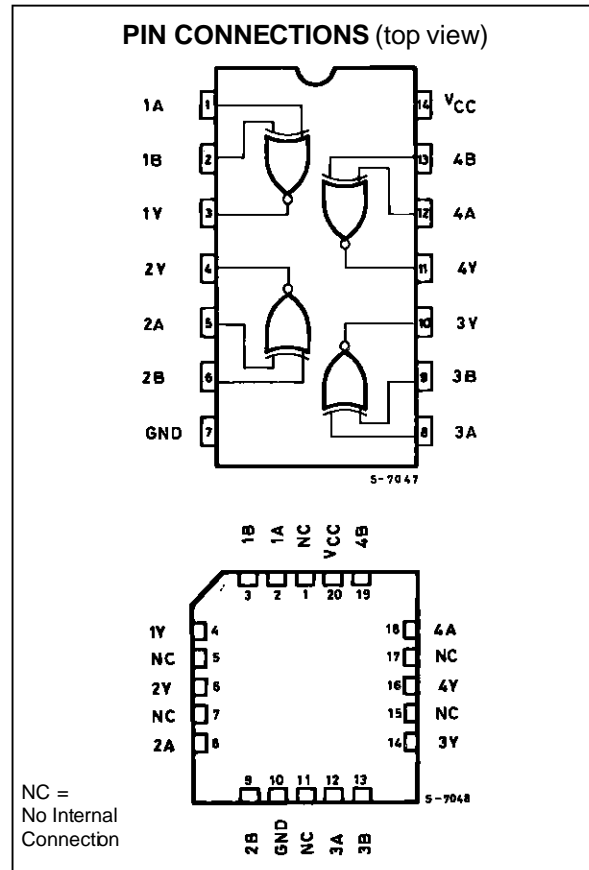 PIN CONNECTIONS (top view)
1A 1 14 VCC
1B 2 13 4B
1Y 3 12 4A
2Y 4 11 4Y
2A 5 10 3Y
2B 6 9 3B
GND 7 8 3A
S-7047
1B 1A NC VCC 4B
3 2 1 20 19
1Y 4 18 4A
NC 5 17 NC
2Y 6 16 4Y
NC 7 15 NC
2A 8 14 3Y
9 10 11 12 13
S-7048
2B GND NC 3A 3B
NC =
No Internal
Connection